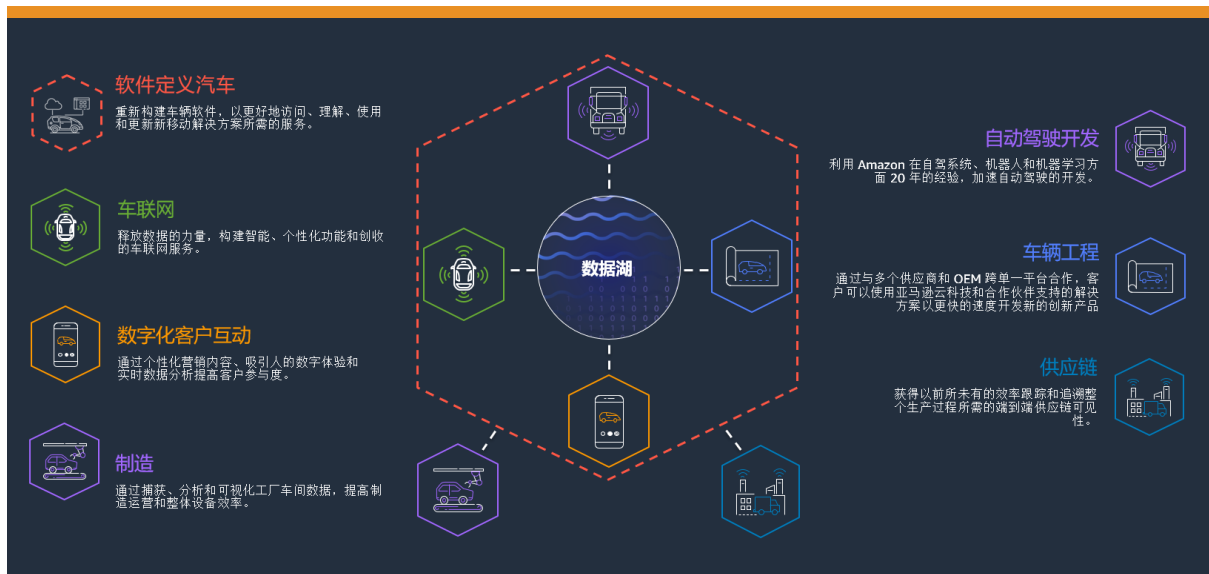 软件定义汽车
重新构建车辆软件，以更好地访问、理解、使用
和更新新移动解决方案所需的服务。
车联网
释放数据的力量，构建智能、个性化功能和创收
的车联网服务。
数字化客户互动
通过个性化营销内容、吸引人的数字体验和
实时数据分析提高客户参与度。
制造
通过捕获、分析和可视化工厂车间数据，提高制
造运营和整体设备效率。
数据湖
自动驾驶开发
利用 Amazon 在自驾系统、机器人和机器学习方
面 20 年的经验，加速自动驾驶的开发。
车辆工程
通过与多个供应商和 OEM 跨单一平台合作，客
户可以使用亚马逊云科技和合作伙伴支持的解决
方案以更快的速度开发新的创新产品
供应链
获得以前所未有的效率跟踪和追溯整
个生产过程所需的端到端供应链可见
性。